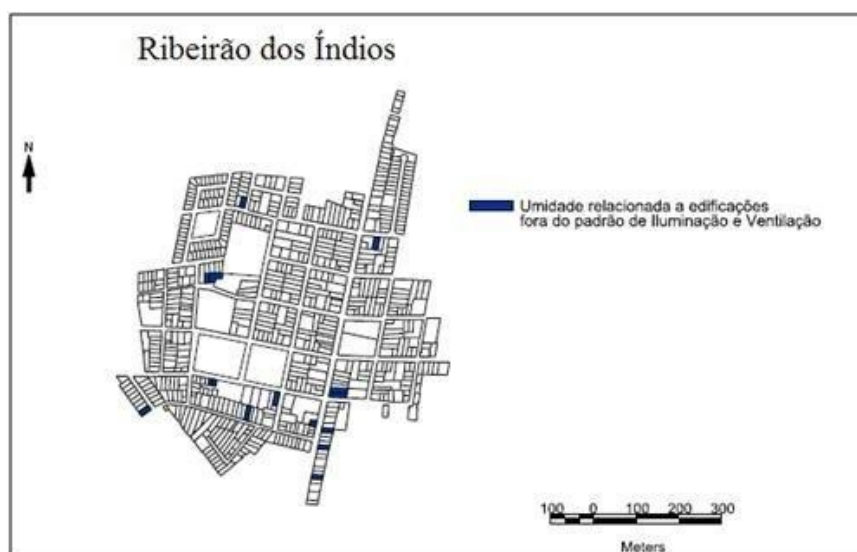 Ribeirão dos Índios
N
Umidade relacionada a edificações
fora do padrão de Iluminação e Ventilação
100 0 100 200 300
Meters